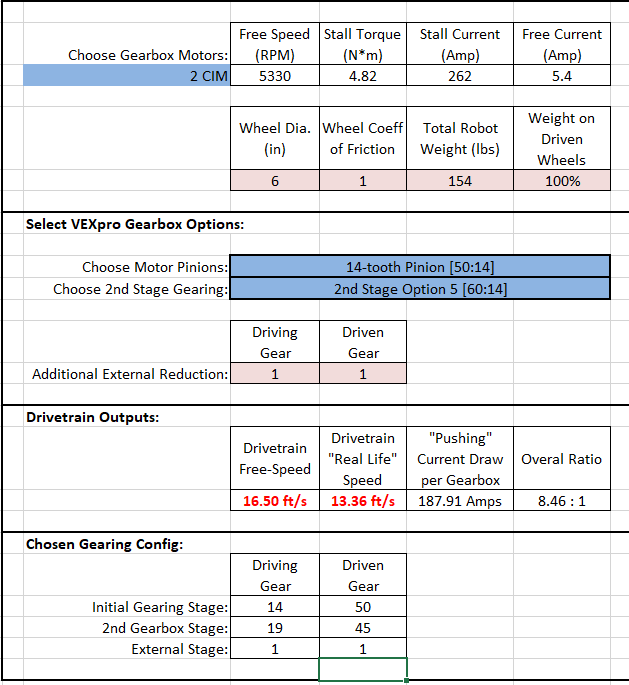 Choose Gearbox Motors: Free Speed (RPM) Stall Torque (N*m) Stall Current (Amp) Free Current (Amp)
2 CIM 5330 4.82 262 5.4
Wheel Dia. (in) Wheel Coeff of Friction Total Robot Weight (lbs) Weight on Driven Wheels
6 1 154 100%
Select VEXpro Gearbox Options:
Choose Motor Pinions: 14-tooth Pinion [50:14]
Choose 2nd Stage Gearing: 2nd Stage Option 5 [60:14]
Driving Gear Driven Gear
Additional External Reduction: 1 1
Drivetrain Outputs:
Drivetrain Free-Speed Drivetrain "Real Life" Speed "Pushing" Current Draw per Gearbox Overal Ratio
16.50 ft/s 13.36 ft/s 187.91 Amps 8.46 : 1
Chosen Gearing Config:
Driving Gear Driven Gear
Initial Gearing Stage: 14 50
2nd Gearbox Stage: 19 45
External Stage: 1 1